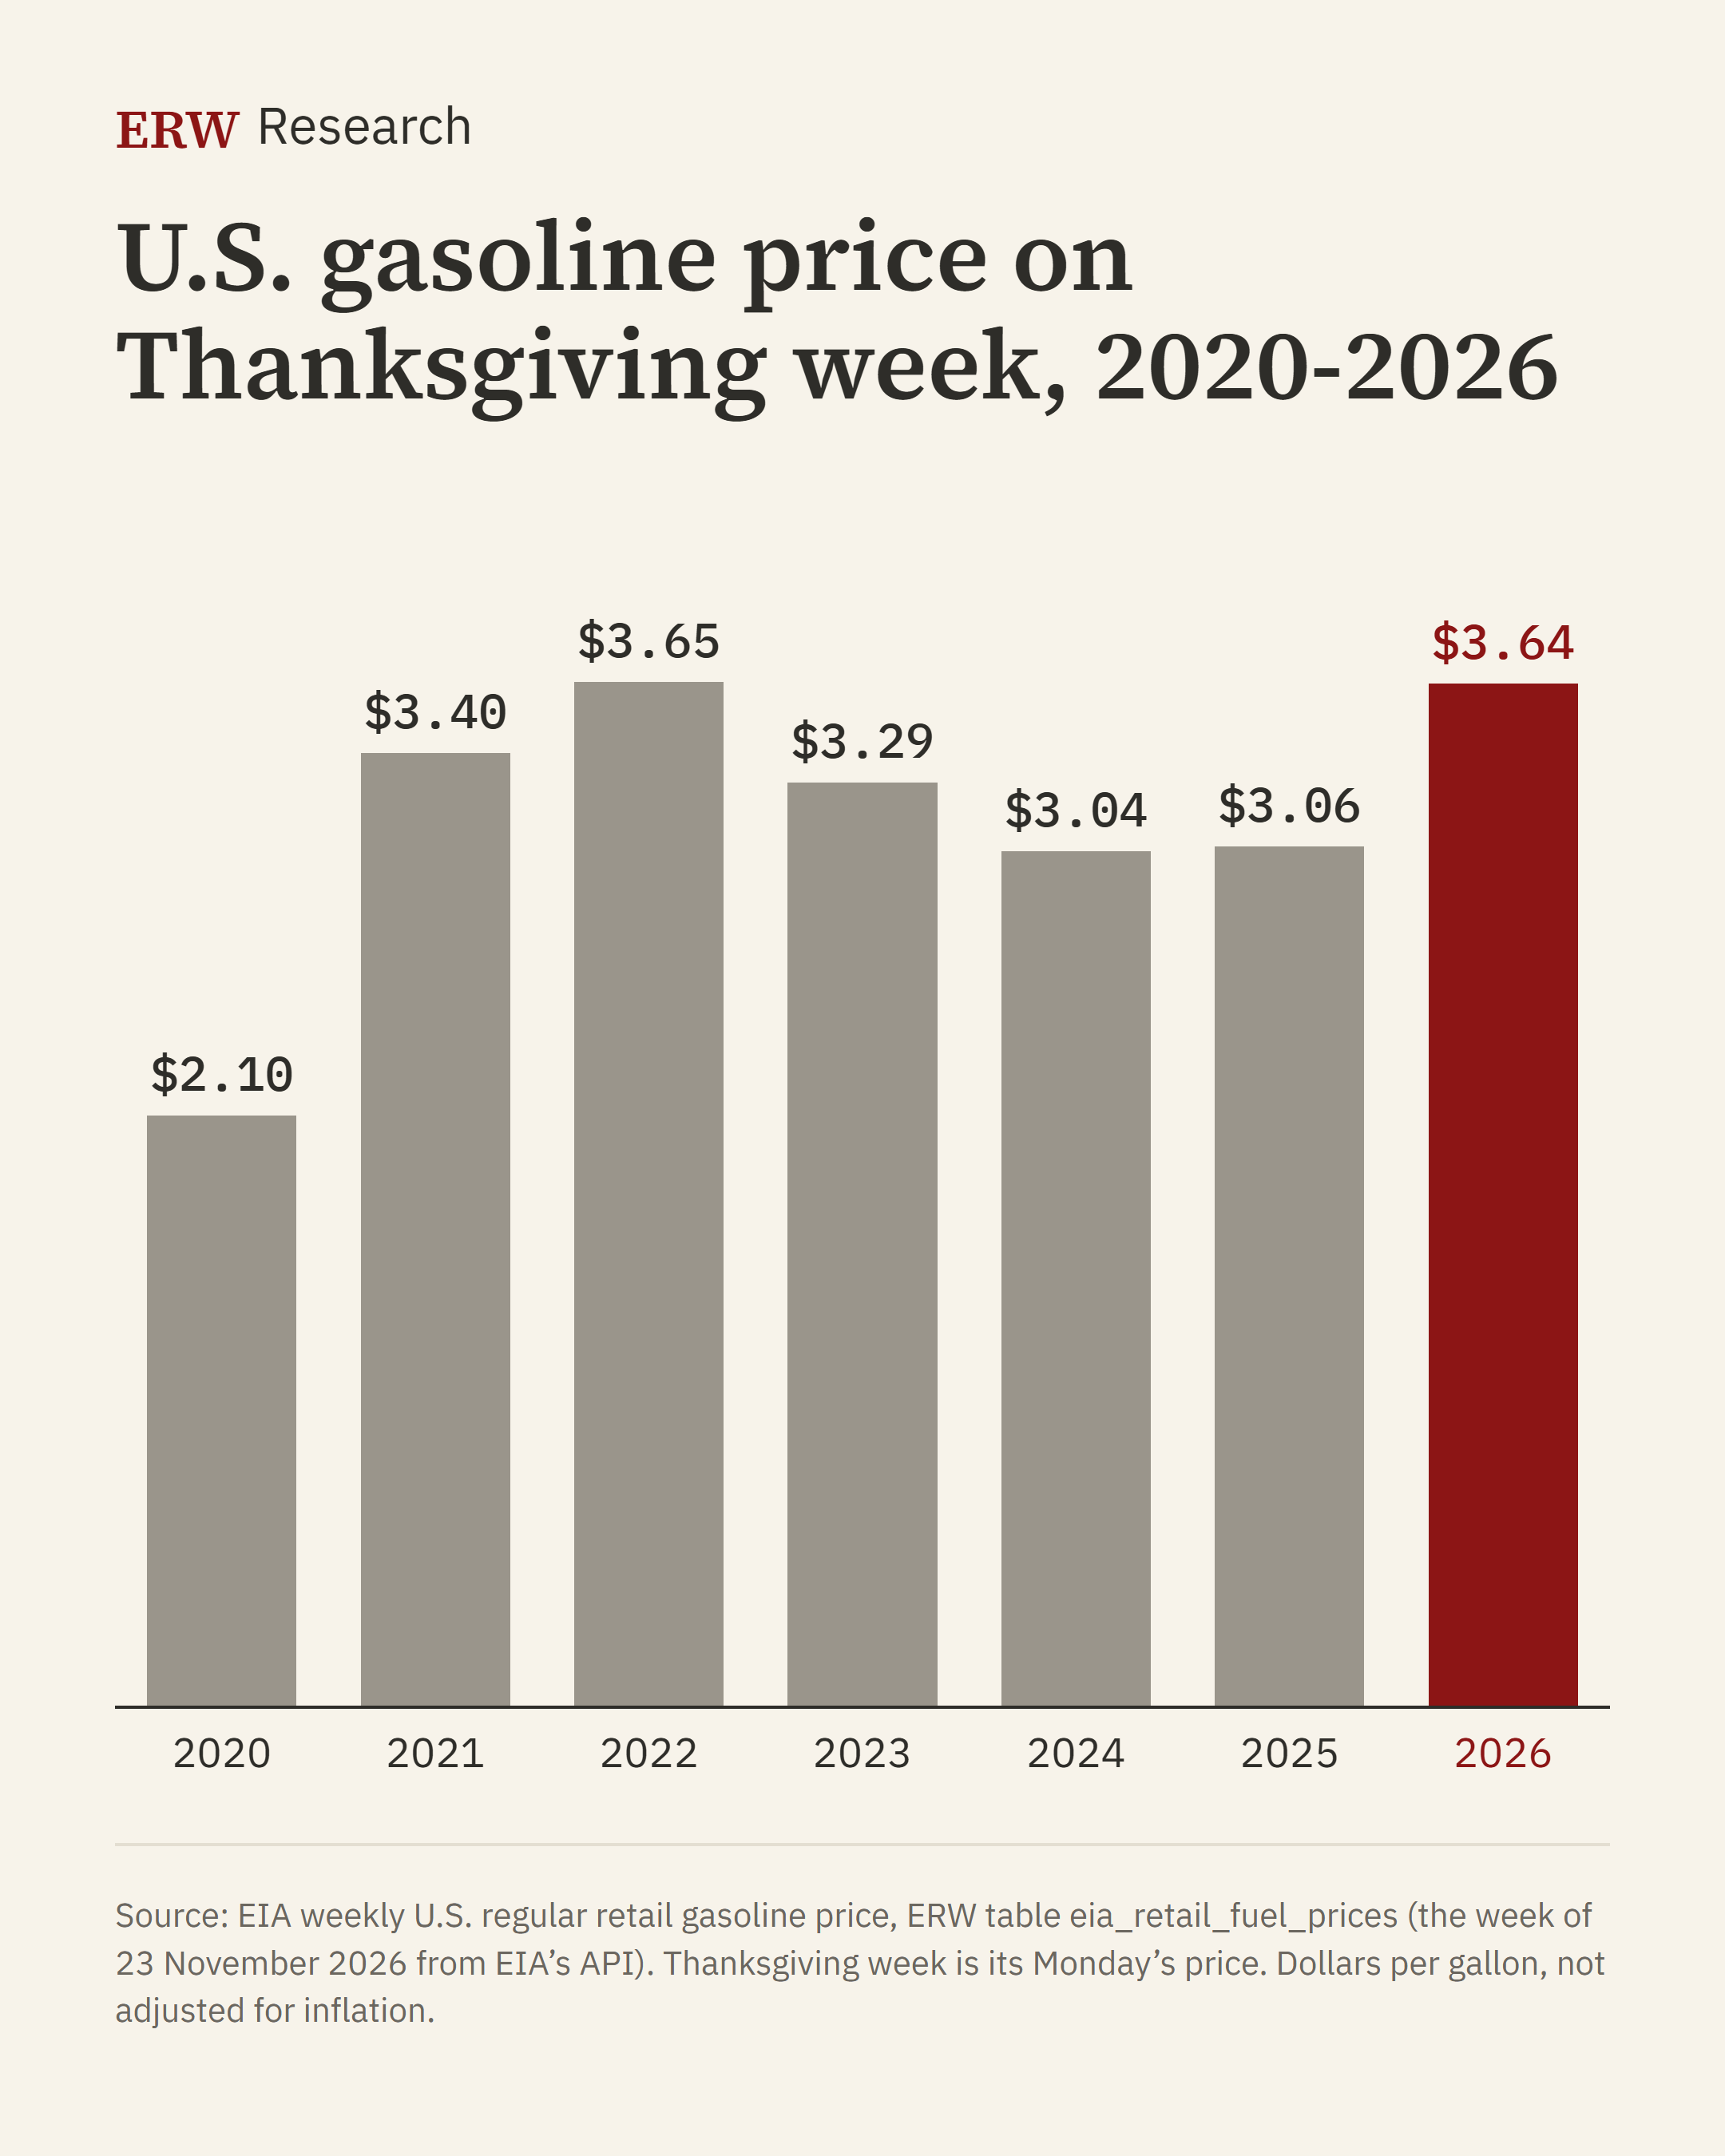 ERW Research
U.S. gasoline price on
Thanksgiving week, 2020-2026
$2.10
$3.40
$3.65
$3.29
$3.04
$3.06
$3.64
2020
2021
2022
2023
2024
2025
2026
Source: EIA weekly U.S. regular retail gasoline price, ERW table eia_retail_fuel_prices (the week of
23 November 2026 from EIA’s API). Thanksgiving week is its Monday’s price. Dollars per gallon, not
adjusted for inflation.